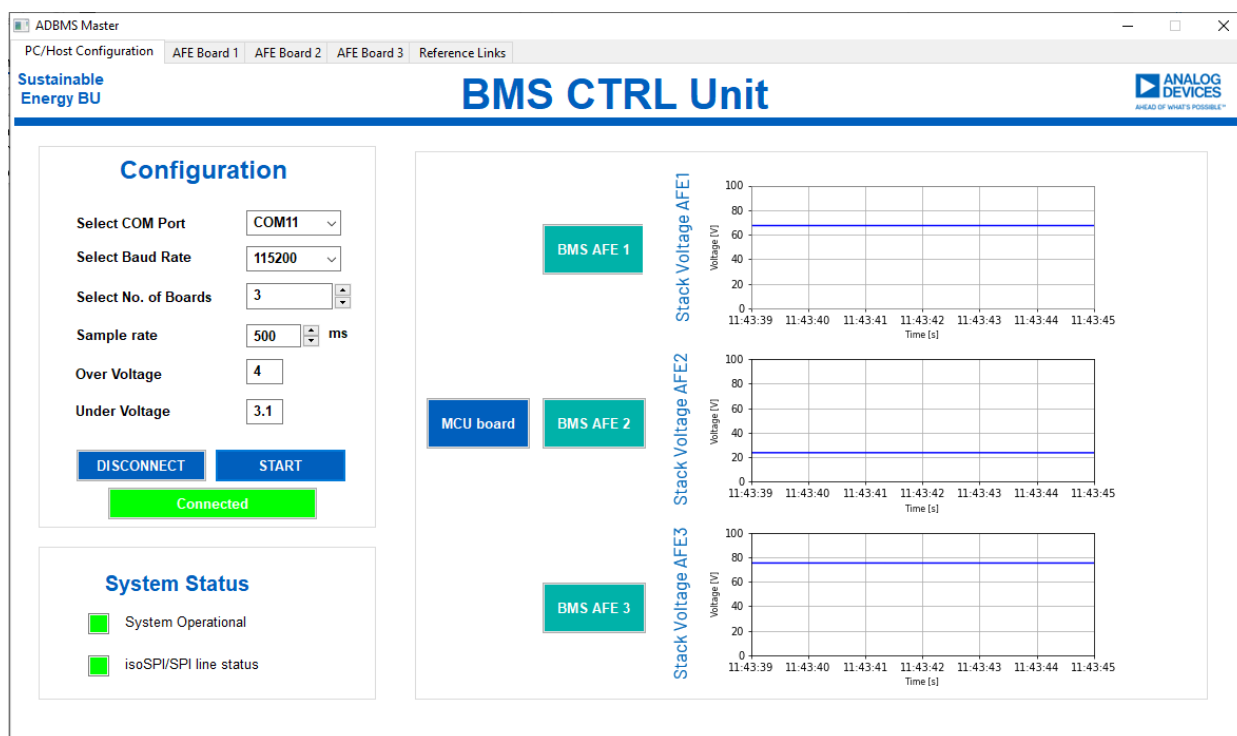 ADBMS Master
PC/Host Configuration AFE Board 1 AFE Board 2 AFE Board 3 Reference Links
Sustainable
Energy BU
BMS CTRL Unit
ANALOG
DEVICES
AHEAD OF WHAT'S POSSIBLE™
Configuration
Select COM Port COM11
Select Baud Rate 115200
Select No. of Boards 3
Sample rate 500 ms
Over Voltage 4
Under Voltage 3.1
DISCONNECT START
Connected
System Status
System Operational
isoSPI/SPI line status
MCU board
BMS AFE 1
Stack Voltage AFE1
Voltage [V]
100
80
60
40
20
0
11:43:39 11:43:40 11:43:41 11:43:42 11:43:43 11:43:44 11:43:45
Time [s]
BMS AFE 2
Stack Voltage AFE2
Voltage [V]
100
80
60
40
20
0
11:43:39 11:43:40 11:43:41 11:43:42 11:43:43 11:43:44 11:43:45
Time [s]
BMS AFE 3
Stack Voltage AFE3
Voltage [V]
100
80
60
40
20
0
11:43:39 11:43:40 11:43:41 11:43:42 11:43:43 11:43:44 11:43:45
Time [s]